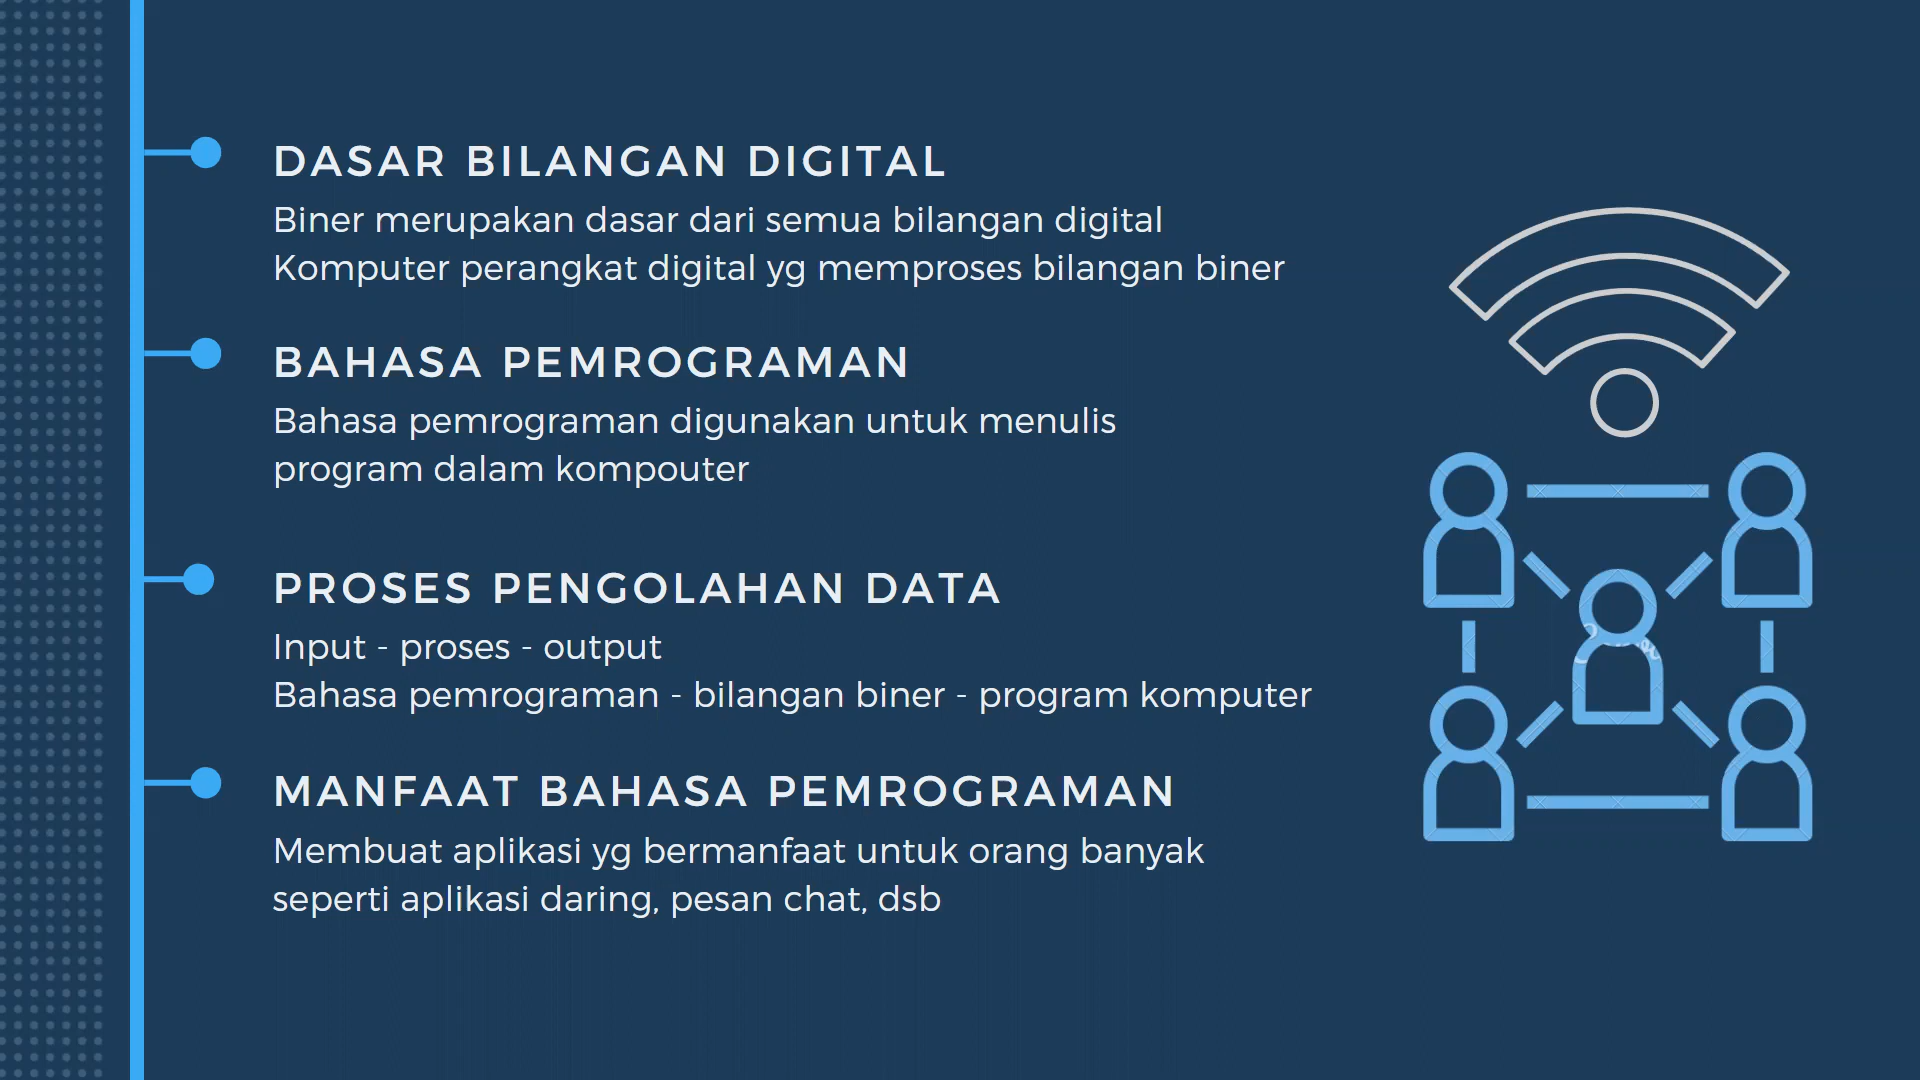 DASAR BILANGAN DIGITAL
Biner merupakan dasar dari semua bilangan digital
Komputer perangkat digital yg memproses bilangan biner
BAHASA PEMROGRAMAN
Bahasa pemrograman digunakan untuk menulis
program dalam kompouter
PROSES PENGOLAHAN DATA
Input - proses - output
Bahasa pemrograman - bilangan biner - program komputer
MANFAAT BAHASA PEMROGRAMAN
Membuat aplikasi yg bermanfaat untuk orang banyak
seperti aplikasi daring, pesan chat, dsb